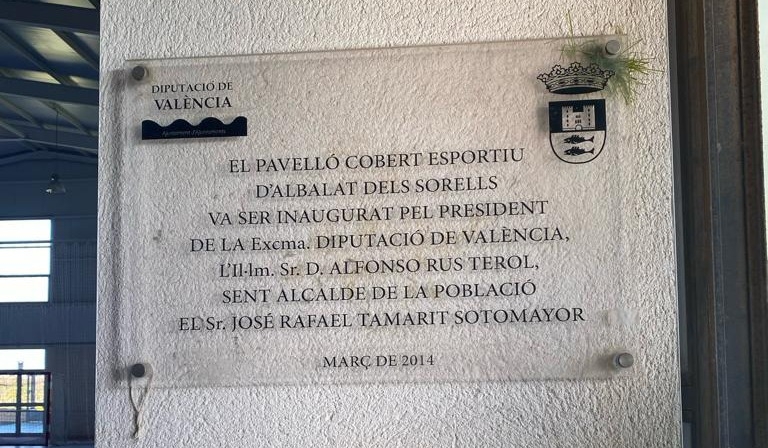 DIPUTACIÓ DE
VALÈNCIA
Ajuntament d'Ajuntaments
EL PAVELLÓ COBERT ESPORTIU
D'ALBALAT DELS SORELLS
VA SER INAUGURAT PEL PRESIDENT
DE LA Excma. DIPUTACIÓ DE VALÈNCIA,
L'Il·lm. Sr. D. ALFONSO RUS TEROL,
SENT ALCALDE DE LA POBLACIÓ
EL Sr. JOSÉ RAFAEL TAMARIT SOTOMAYOR
MARÇ DE 2014